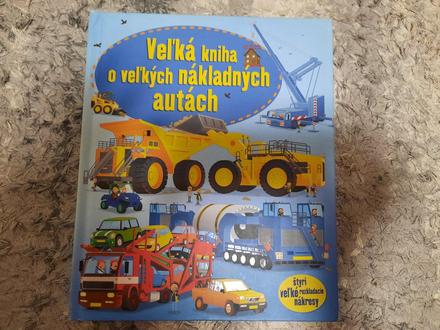 Veľká kniha
o veľkých nákladných
autách
štyri
veľké rozkladacie
nákresy